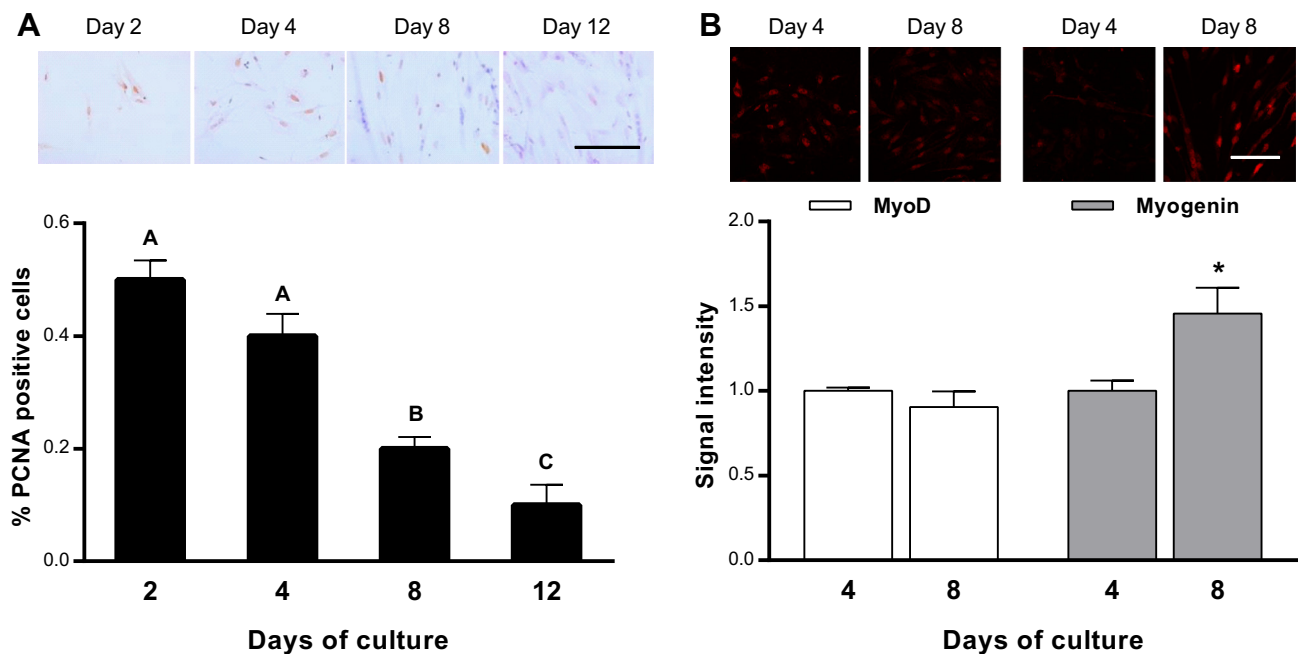 A
Day 2 Day 4 Day 8 Day 12
% PCNA positive cells
0.6
0.4
0.2
0.0
A
A
B
C
2 4 8 12
Days of culture
B
Day 4 Day 8 Day 4 Day 8
MyoD Myogenin
Signal intensity
2.0
1.5
1.0
0.5
0.0
*
4 8 4 8
Days of culture